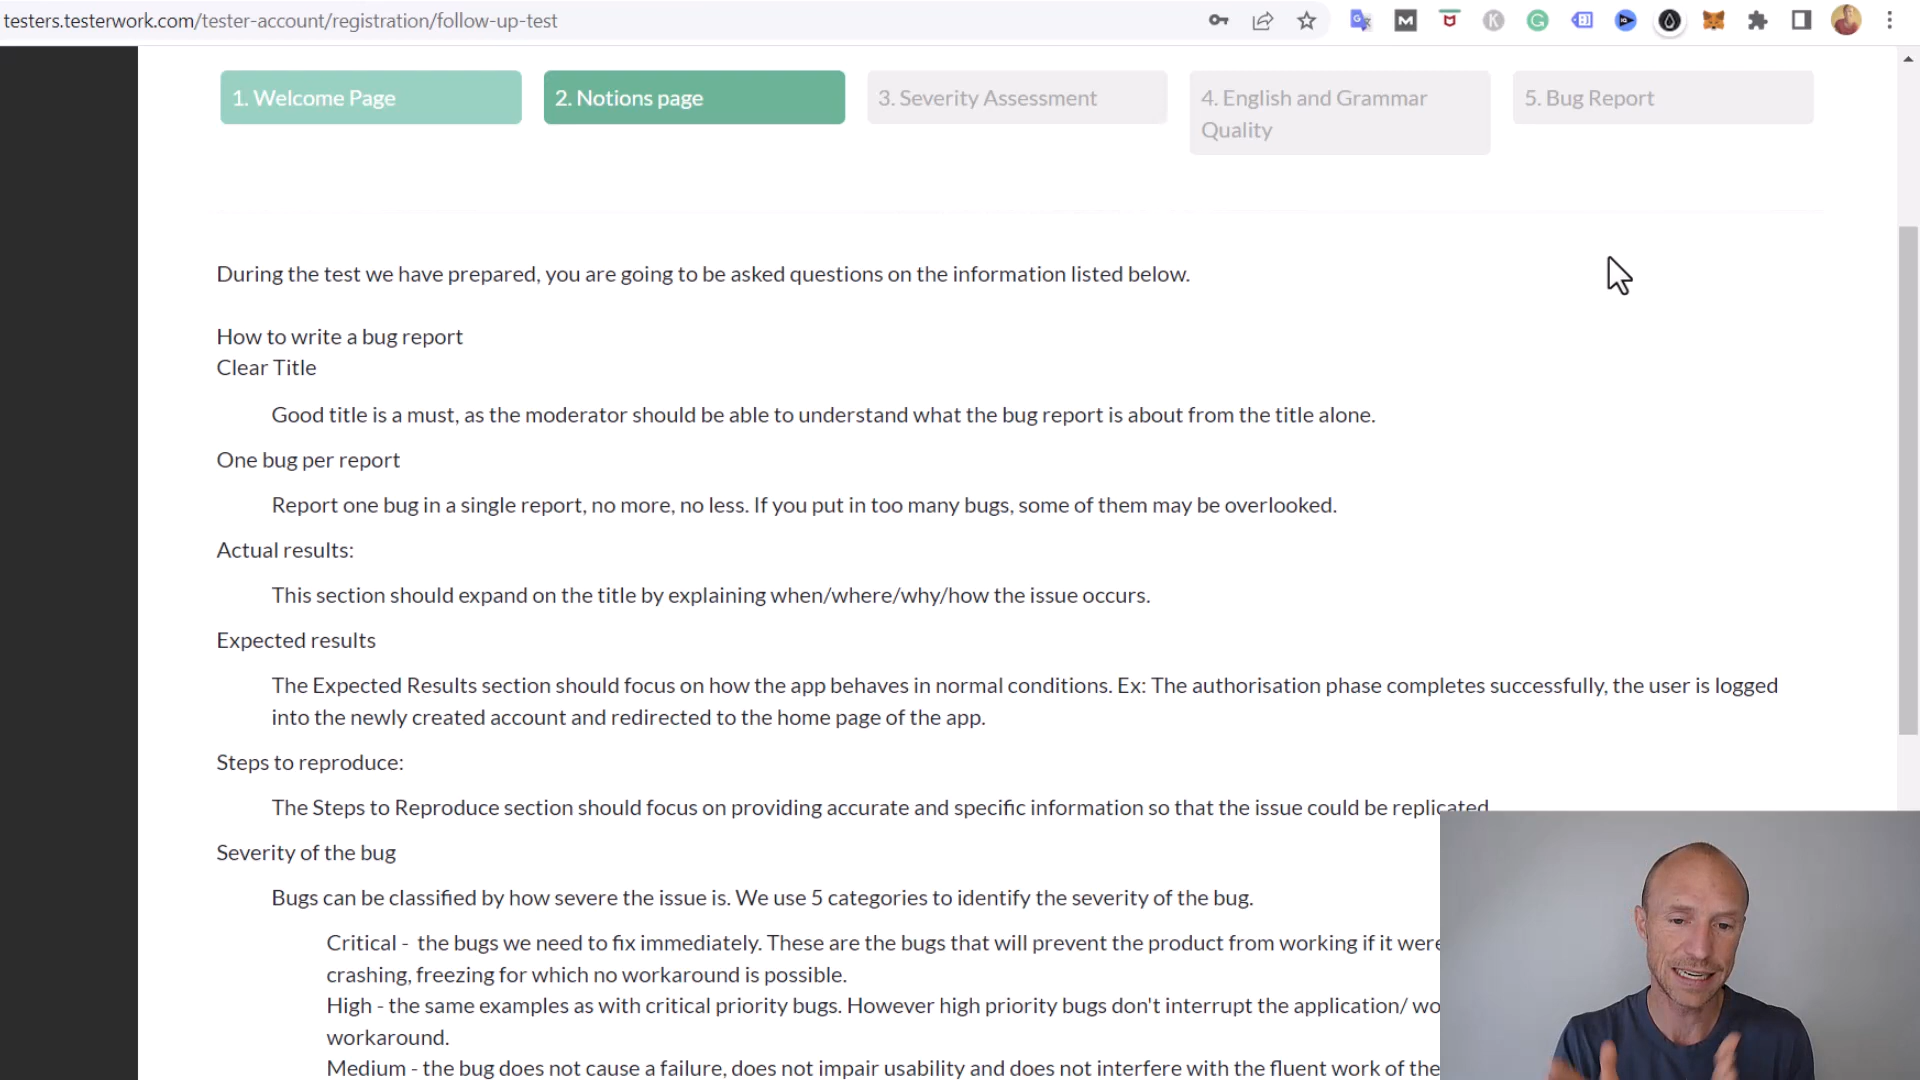 testers.testerwork.com/tester-account/registration/follow-up-test
1. Welcome Page
2. Notions page
3. Severity Assessment
4. English and Grammar
Quality
5. Bug Report
During the test we have prepared, you are going to be asked questions on the information listed below.
How to write a bug report
Clear Title
Good title is a must, as the moderator should be able to understand what the bug report is about from the title alone.
One bug per report
Report one bug in a single report, no more, no less. If you put in too many bugs, some of them may be overlooked.
Actual results:
This section should expand on the title by explaining when/where/why/how the issue occurs.
Expected results
The Expected Results section should focus on how the app behaves in normal conditions. Ex: The authorisation phase completes successfully, the user is logged
into the newly created account and redirected to the home page of the app.
Steps to reproduce:
The Steps to Reproduce section should focus on providing accurate and specific information so that the issue could be replicated
Severity of the bug
Bugs can be classified by how severe the issue is. We use 5 categories to identify the severity of the bug.
Critical - the bugs we need to fix immediately. These are the bugs that will prevent the product from working if it were
crashing, freezing for which no workaround is possible.
High - the same examples as with critical priority bugs. However high priority bugs don't interrupt the application/ wo
workaround.
Medium - the bug does not cause a failure, does not impair usability and does not interfere with the fluent work of the